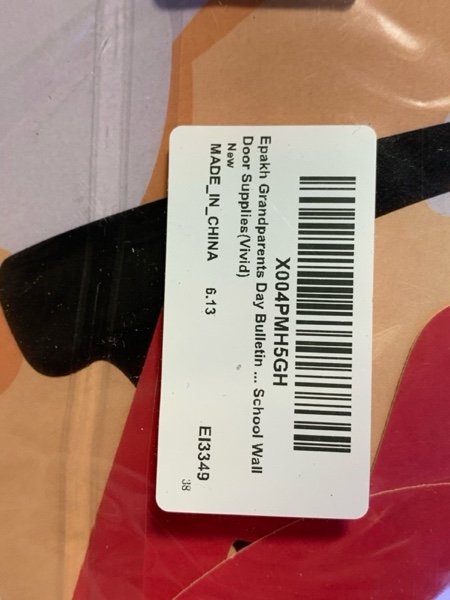 X004PMH5GH
Epakh Grandparents Day Bulletin ... School Wall
Door Supplies(Vivid)
New
MADE_IN_CHINA 6.13
EI3349
38